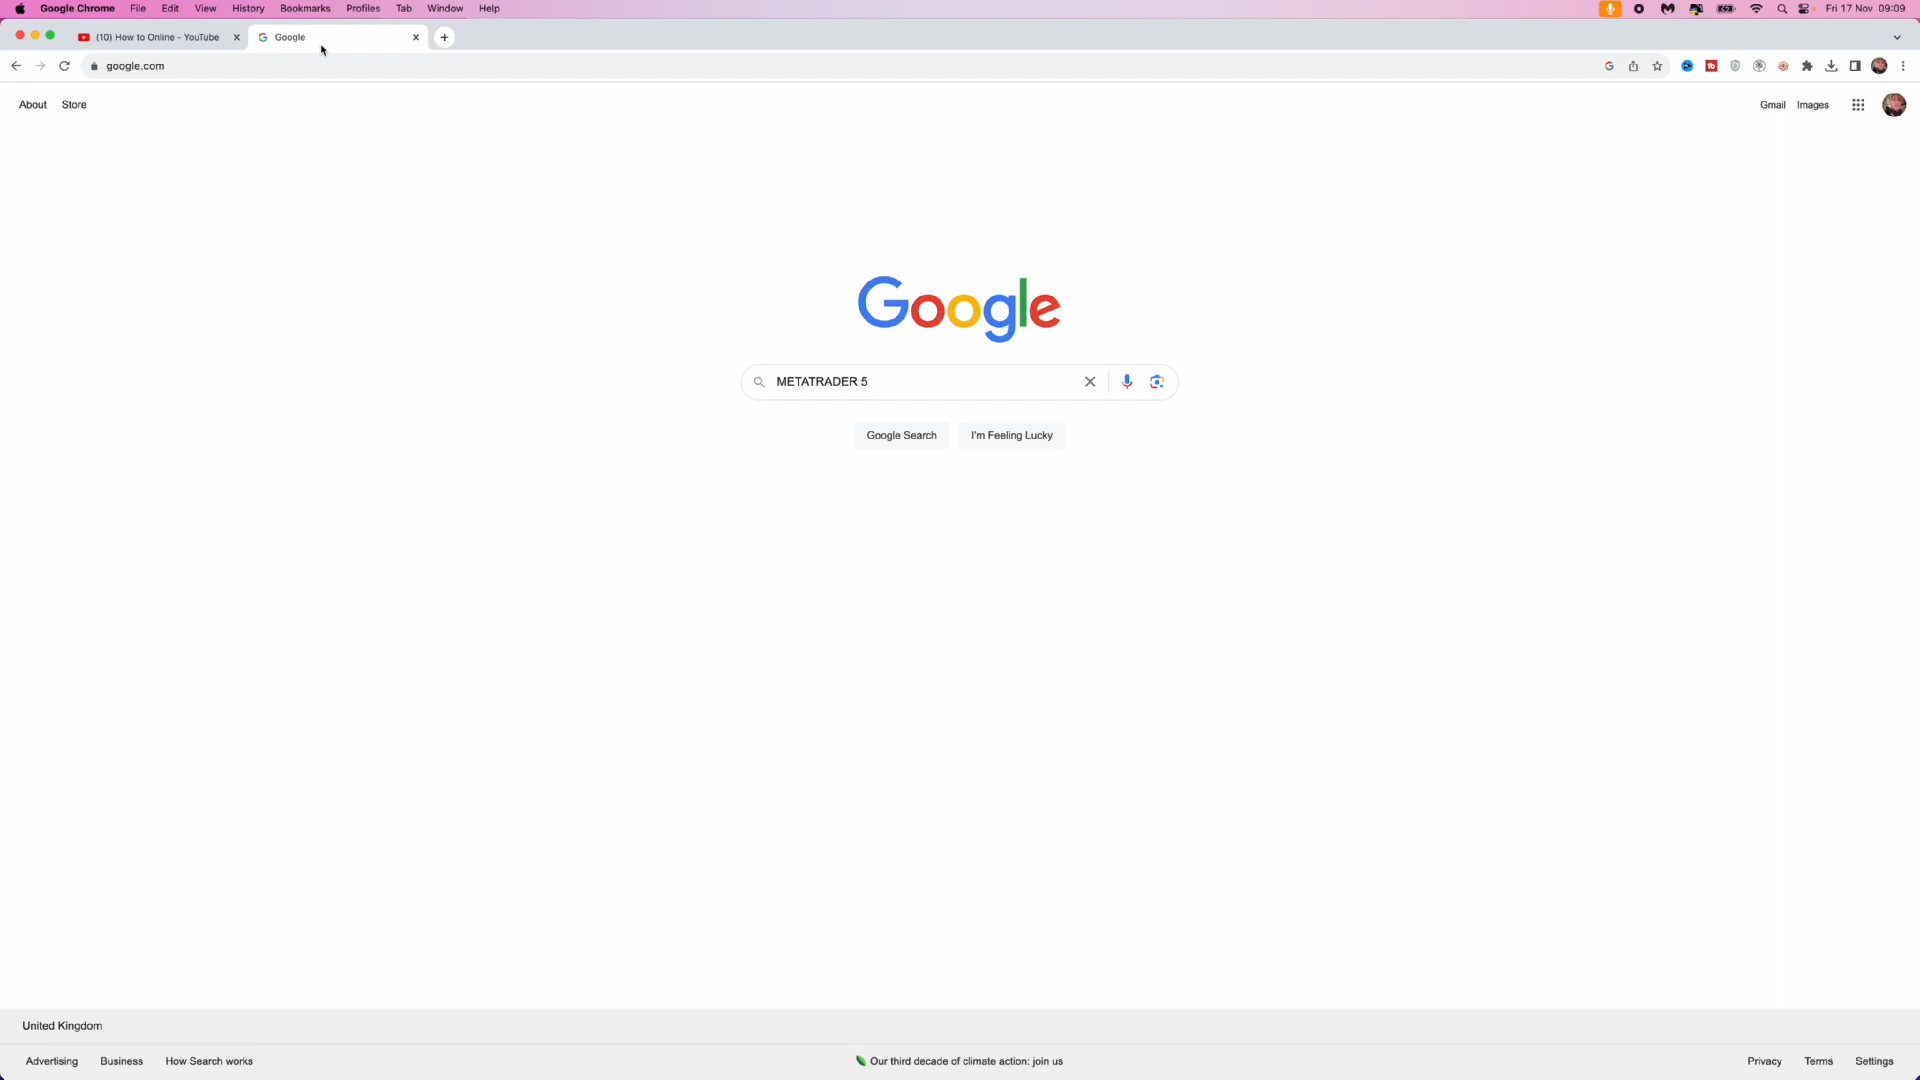 Google Chrome File Edit View History Bookmarks Profiles Tab Window Help Fri 17 Nov 09:09
(10) How to Online - YouTube Google
google.com
About Store Gmail Images
Google
METATRADER 5
Google Search I'm Feeling Lucky
United Kingdom
Advertising Business How Search works Our third decade of climate action: join us Privacy Terms Settings